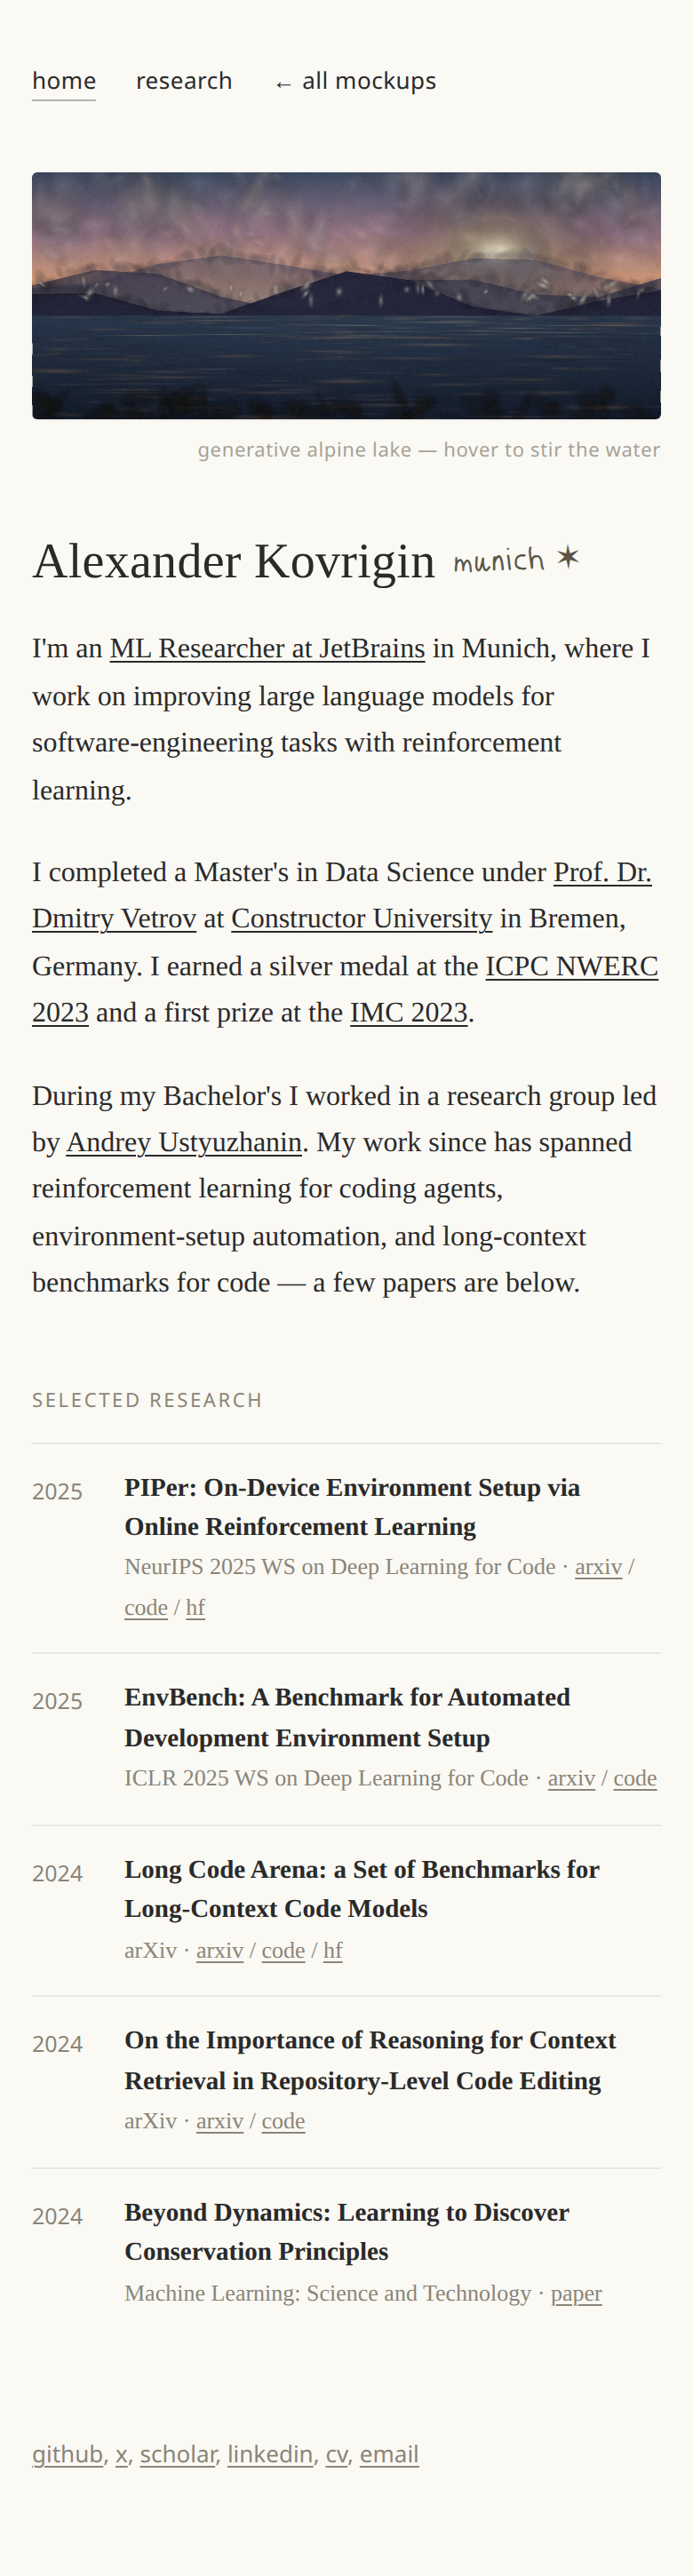 home research ← all mockups
generative alpine lake — hover to stir the water
Alexander Kovrigin munich ✶
I'm an ML Researcher at JetBrains in Munich, where I
work on improving large language models for
software-engineering tasks with reinforcement
learning.
I completed a Master's in Data Science under Prof. Dr.
Dmitry Vetrov at Constructor University in Bremen,
Germany. I earned a silver medal at the ICPC NWERC
2023 and a first prize at the IMC 2023.
During my Bachelor's I worked in a research group led
by Andrey Ustyuzhanin. My work since has spanned
reinforcement learning for coding agents,
environment-setup automation, and long-context
benchmarks for code — a few papers are below.
SELECTED RESEARCH
2025 PIPer: On-Device Environment Setup via
Online Reinforcement Learning
NeurIPS 2025 WS on Deep Learning for Code · arxiv /
code / hf
2025 EnvBench: A Benchmark for Automated
Development Environment Setup
ICLR 2025 WS on Deep Learning for Code · arxiv / code
2024 Long Code Arena: a Set of Benchmarks for
Long-Context Code Models
arXiv · arxiv / code / hf
2024 On the Importance of Reasoning for Context
Retrieval in Repository-Level Code Editing
arXiv · arxiv / code
2024 Beyond Dynamics: Learning to Discover
Conservation Principles
Machine Learning: Science and Technology · paper
github, x, scholar, linkedin, cv, email